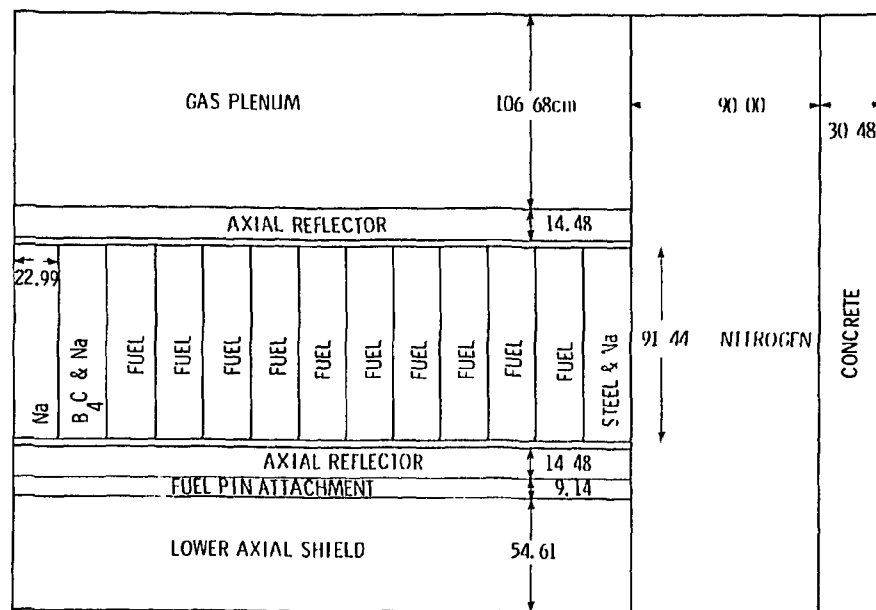 GAS PLENUM
106 68cm
90 00
30 48
AXIAL REFLECTOR
14.48
22.99
Na
B4C & Na
FUEL
FUEL
FUEL
FUEL
FUEL
FUEL
FUEL
FUEL
FUEL
FUEL
STEEL & Na
91 44
NITROGEN
CONCRETE
AXIAL REFLECTOR
14 48
FUEL PIN ATTACHMENT
9.14
LOWER AXIAL SHIELD
54.61